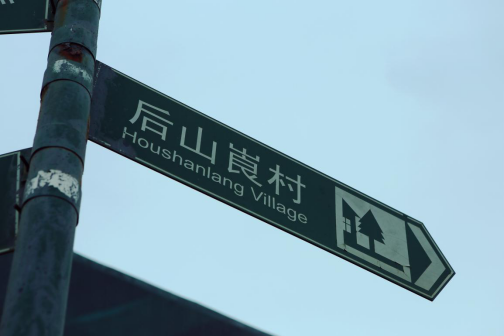 后山崀村
Houshanlang Village